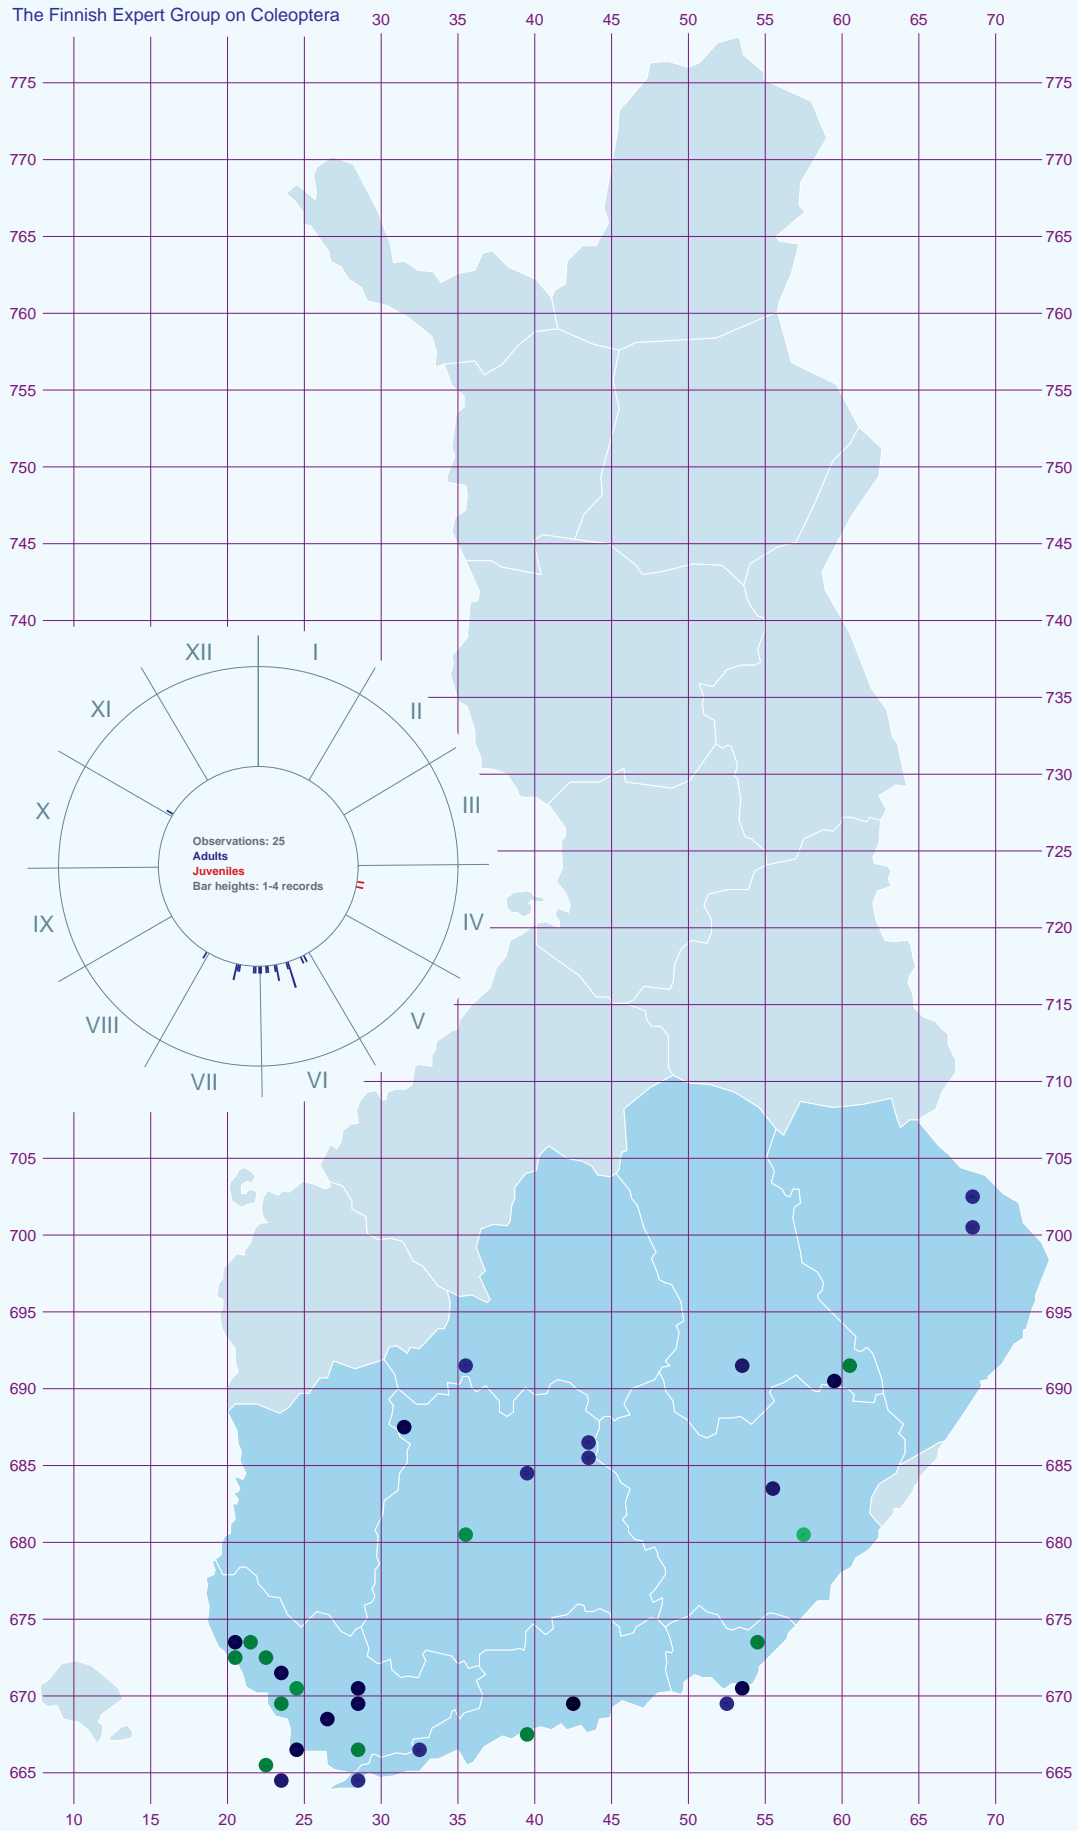 The Finnish Expert Group on Coleoptera
30 35 40 45 50 55 60 65 70
775 775
770 770
765 765
760 760
755 755
750 750
745 745
740 740
XII I
XI II
735
730
X III
725
Observations: 25
Adults
Juveniles
Bar heights: 1-4 records
IX IV
720
715
VIII V
VII VI
710
705 705
700 700
695 695
690 690
685 685
680 680
675 675
670 670
665 665
10 15 20 25 30 35 40 45 50 55 60 65 70